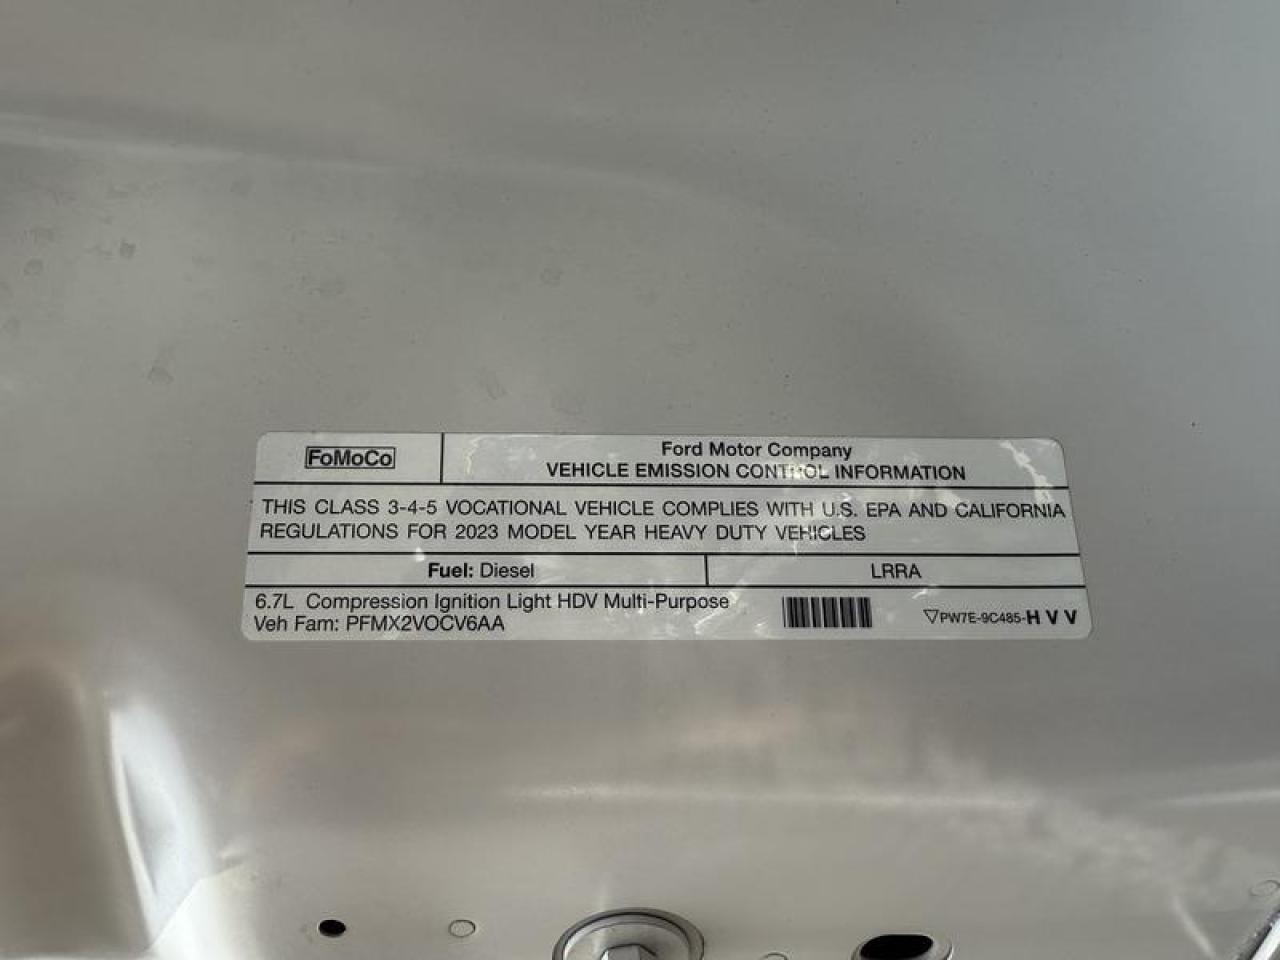 FoMoCo
Ford Motor Company
VEHICLE EMISSION CONTROL INFORMATION
THIS CLASS 3-4-5 VOCATIONAL VEHICLE COMPLIES WITH U.S. EPA AND CALIFORNIA
REGULATIONS FOR 2023 MODEL YEAR HEAVY DUTY VEHICLES
Fuel: Diesel
LRRA
6.7L Compression Ignition Light HDV Multi-Purpose
Veh Fam: PFMX2VOCV6AA
PW7E-9C485-H V V